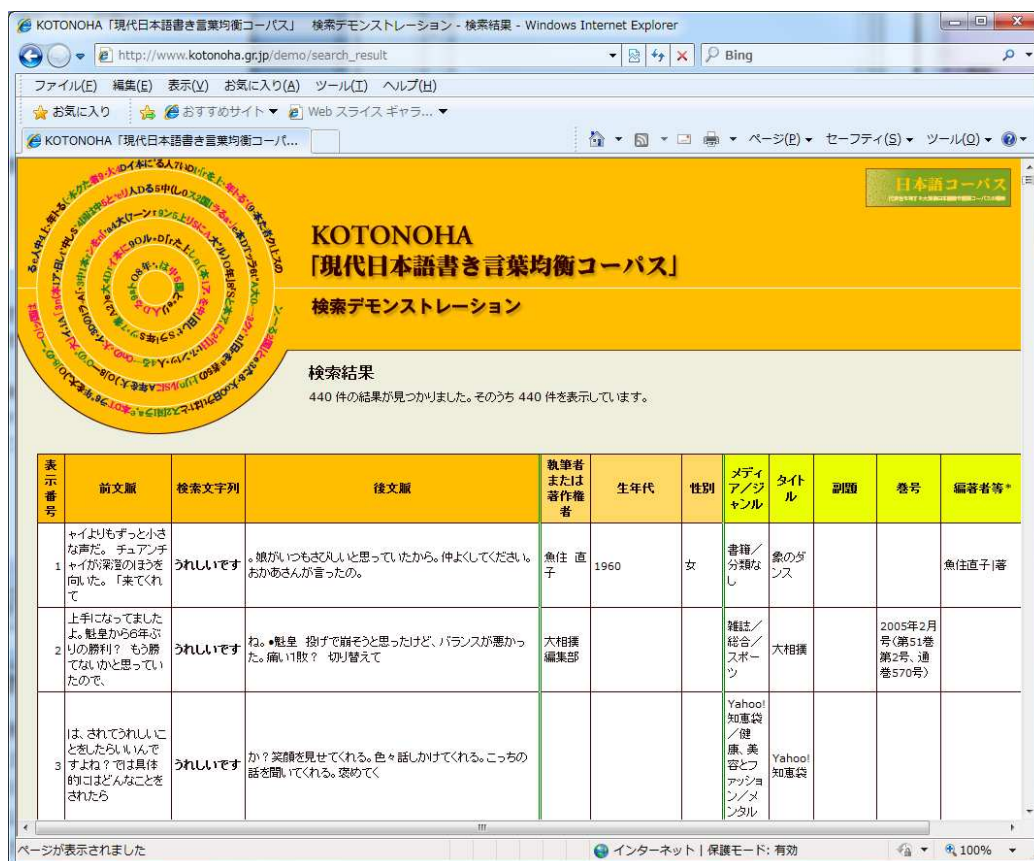 KOTONOHA「現代日本語書き言葉均衡コーパス」 検索デモンストレーション - 検索結果 - Windows Internet Explorer
http://www.kotonoha.gr.jp/demo/search_result
Bing
ファイル(F) 編集(E) 表示(V) お気に入り(A) ツール(T) ヘルプ(H)
お気に入り おすすめサイト▼ Web スライス ギャラ... ▼
KOTONOHA「現代日本語書き言葉均衡コーパ...
ページ(P) セーフティ(S) ツール(O)
日本語コーパス
KOTONOHA
「現代日本語書き言葉均衡コーパス」
検索デモンストレーション
検索結果
440 件の結果が見つかりました。そのうち 440 件を表示しています。
表示番号
前文脈
検索文字列
後文脈
執筆者
または
著作権
者
生年代
性別
メディ
ア/ジ
ャンル
タイト
ル
副題
巻号
編著者等*
1
ャイよりもずっと小さ
な声だ。 チュアンチ
ャイが深澄のほうを
向いた。「来てくれ
て
うれしいです
。娘がいつもさびしいと思っていたから。仲よくしてください。
おかあさんが言ったの。
魚住 直
子
1960
女
書籍/
分類な
し
象のダ
ンス
魚住直子|著
2
上手になってました
よ。魁皇から6年ぶ
りの勝利? もう勝
てないかと思ってい
たので、
うれしいです
ね。●魁皇 投げで崩そうと思ったけど、バランスが悪かっ
た。痛い1敗? 切り替えて
大相撲
編集部
雑誌/
総合/
スポー
ツ
大相撲
2005年2月
号(第51巻
第2号、通
巻570号)
3
は、されてうれしいこ
とをしたらいいんで
すよね?では具体
的にはどんなことを
されたら
うれしいです
か?笑顔を見せてくれる。色々話しかけてくれる。こっちの
話を聞いてくれる。褒めてく
Yahoo!
知恵袋
/健
康、美
容とフ
ァッショ
ン/メ
ンタル
Yahoo!
知恵袋
ページが表示されました
インターネット | 保護モード: 有効
100%